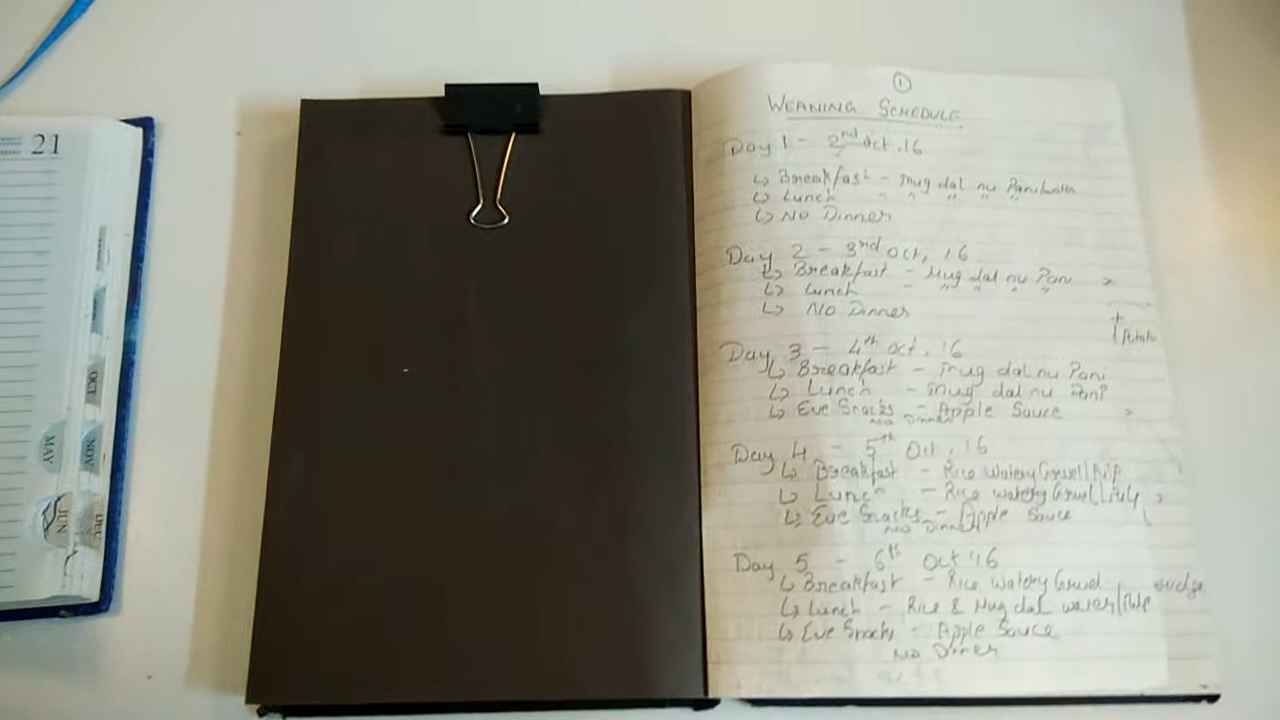 21
OCT
MAY
NOV
JUN
DEC
1
WEANING SCHEDULE
Day 1 - 2nd Oct, 16
↳ Breakfast - Mug dal nu Pani/water
↳ Lunch - " " " "
↳ No Dinner
Day 2 - 3rd Oct, 16
↳ Breakfast - Mug dal nu Pani
↳ Lunch - " " " "
↳ No Dinner
Day 3 - 4th Oct, 16
↳ Breakfast - Mug dal nu Pani
↳ Lunch - Mug dal nu Pani
↳ Eve Snacks - Apple Sauce
No Dinner
Day 4 - 5th Oct, 16
↳ Breakfast - Rice Watery Gruel/Pulp
↳ Lunch - Rice watery Gruel/Pulp
↳ Eve Snacks - Apple Sauce
No Dinner
Day 5 - 6th Oct '16
↳ Breakfast - Rice Watery Gruel
↳ Lunch - Rice & Mug dal water/Pulp
↳ Eve Snacks - Apple Sauce
No Dinner